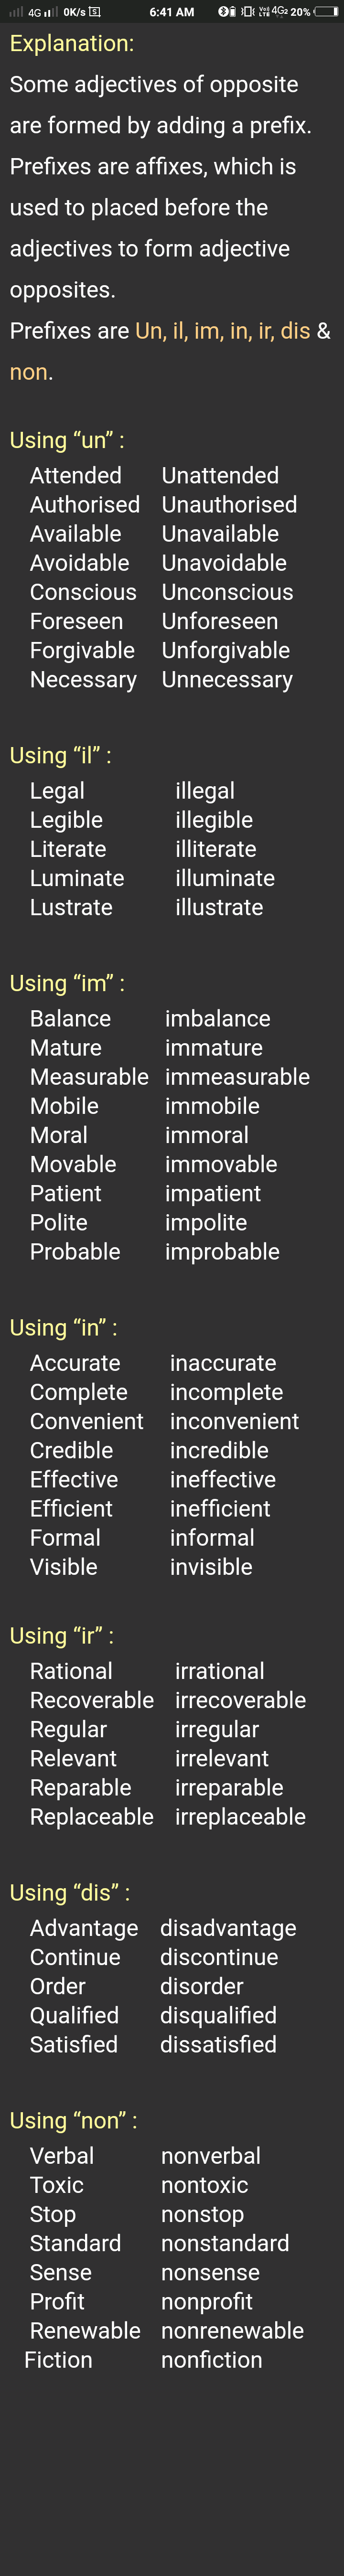 4G 0K/s 6:41 AM 4G2 20%
Explanation:
Some adjectives of opposite
are formed by adding a prefix.
Prefixes are affixes, which is
used to placed before the
adjectives to form adjective
opposites.
Prefixes are Un, il, im, in, ir, dis &
non.
Using “un” :
Attended Unattended
Authorised Unauthorised
Available Unavailable
Avoidable Unavoidable
Conscious Unconscious
Foreseen Unforeseen
Forgivable Unforgivable
Necessary Unnecessary
Using “il” :
Legal illegal
Legible illegible
Literate illiterate
Luminate illuminate
Lustrate illustrate
Using “im” :
Balance imbalance
Mature immature
Measurable immeasurable
Mobile immobile
Moral immoral
Movable immovable
Patient impatient
Polite impolite
Probable improbable
Using “in” :
Accurate inaccurate
Complete incomplete
Convenient inconvenient
Credible incredible
Effective ineffective
Efficient inefficient
Formal informal
Visible invisible
Using “ir” :
Rational irrational
Recoverable irrecoverable
Regular irregular
Relevant irrelevant
Reparable irreparable
Replaceable irreplaceable
Using “dis” :
Advantage disadvantage
Continue discontinue
Order disorder
Qualified disqualified
Satisfied dissatisfied
Using “non” :
Verbal nonverbal
Toxic nontoxic
Stop nonstop
Standard nonstandard
Sense nonsense
Profit nonprofit
Renewable nonrenewable
Fiction nonfiction